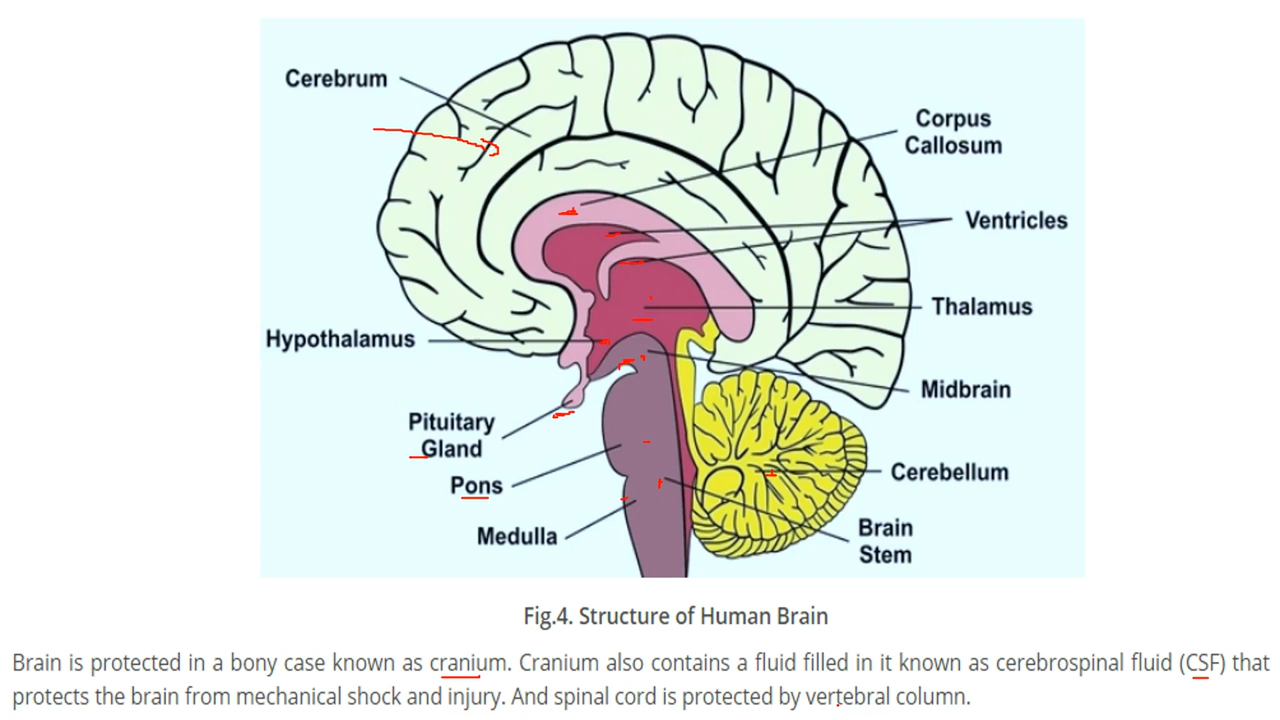 Cerebrum
Corpus
Callosum
Ventricles
Thalamus
Hypothalamus
Midbrain
Pituitary
Gland
Cerebellum
Pons
Medulla
Brain
Stem
Fig.4. Structure of Human Brain
Brain is protected in a bony case known as cranium. Cranium also contains a fluid filled in it known as cerebrospinal fluid (CSF) that
protects the brain from mechanical shock and injury. And spinal cord is protected by vertebral column.